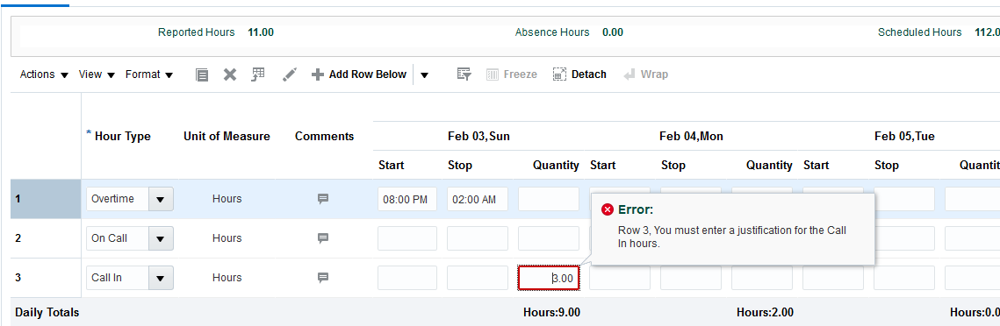 Reported Hours 11.00 Absence Hours 0.00 Scheduled Hours 112.0
Actions View Format Add Row Below Freeze Detach Wrap
* Hour Type Unit of Measure Comments Feb 03,Sun Feb 04,Mon Feb 05,Tue
Start Stop Quantity Start Stop Quantity Start Stop Quantit
1 Overtime Hours 08:00 PM 02:00 AM
Error:
Row 3, You must enter a justification for the Call
In hours.
2 On Call Hours
3 Call In Hours 3.00
Daily Totals Hours:9.00 Hours:2.00 Hours:0.0